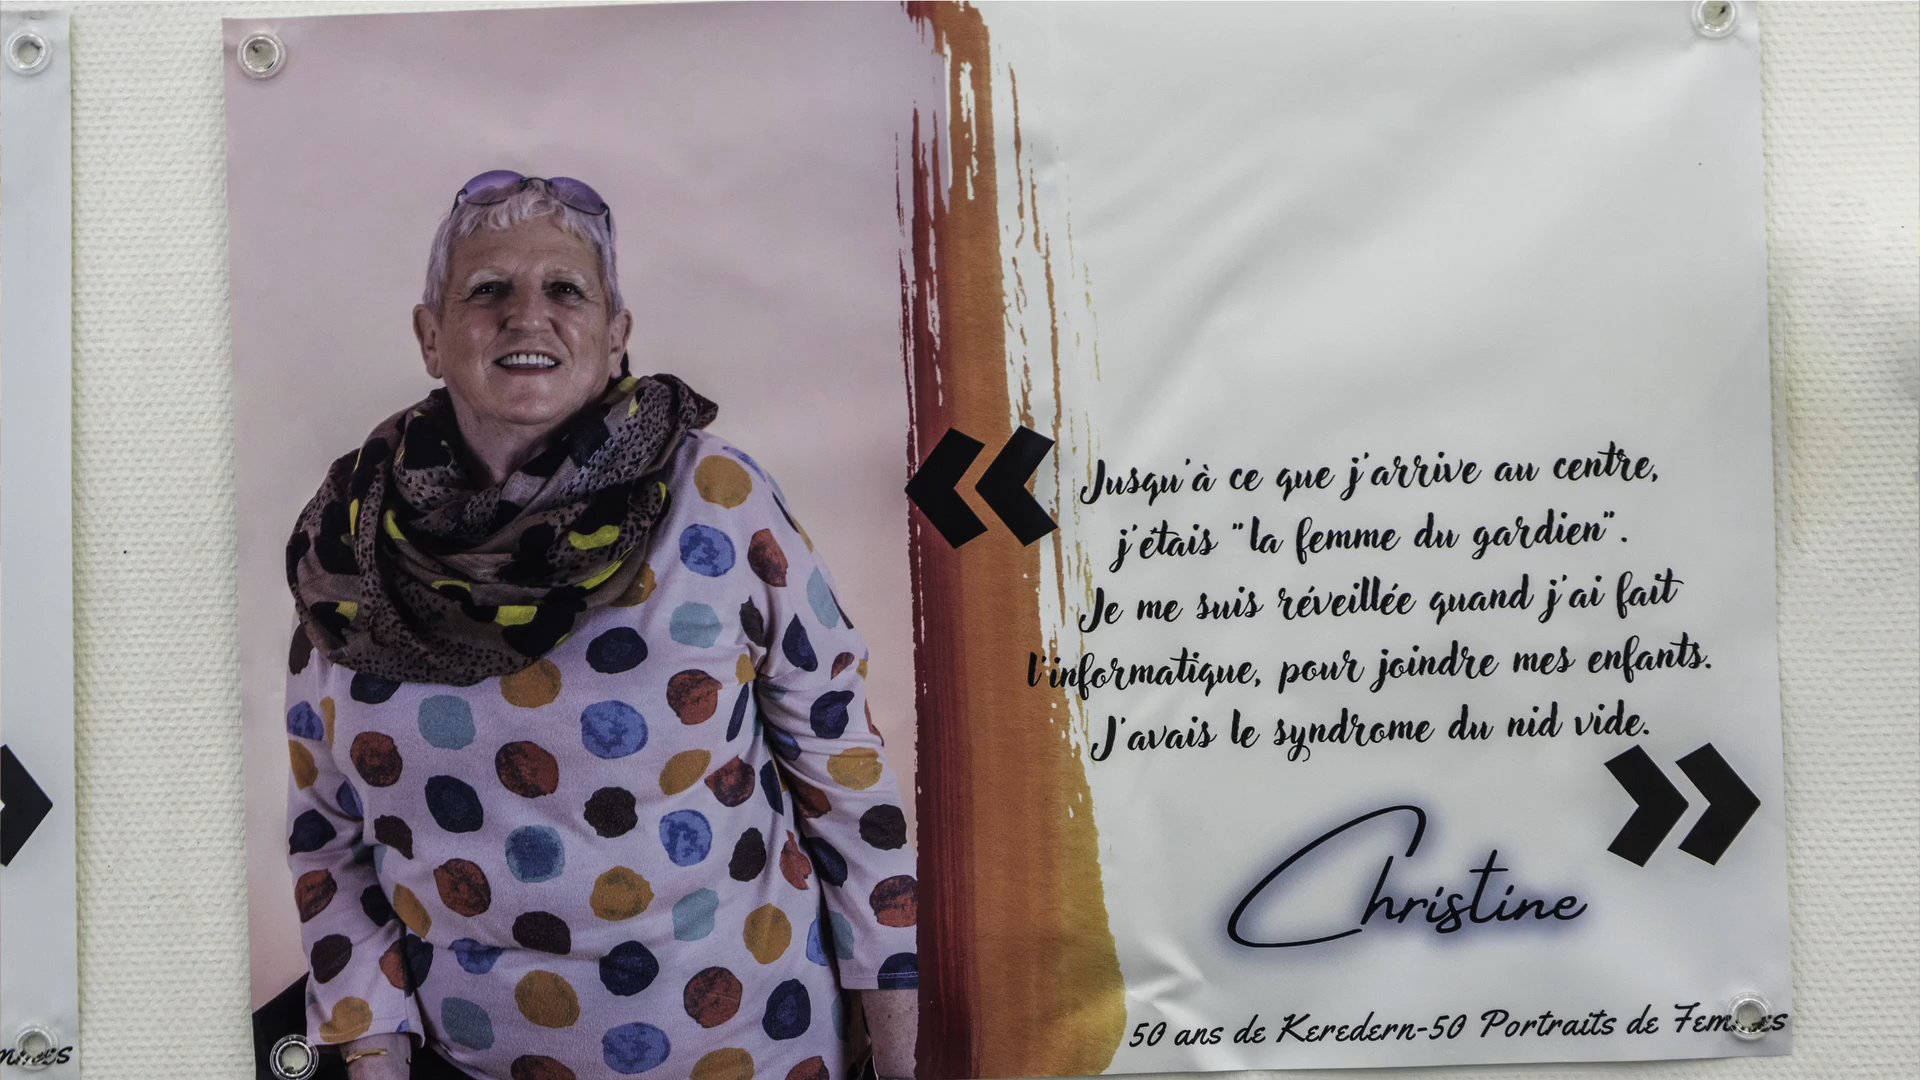 « Jusqu'à ce que j'arrive au centre,
j'étais "la femme du gardien".
Je me suis réveillée quand j'ai fait
l'informatique, pour joindre mes enfants.
J'avais le syndrome du nid vide. »
Christine
50 ans de Keredern-50 Portraits de Femmes